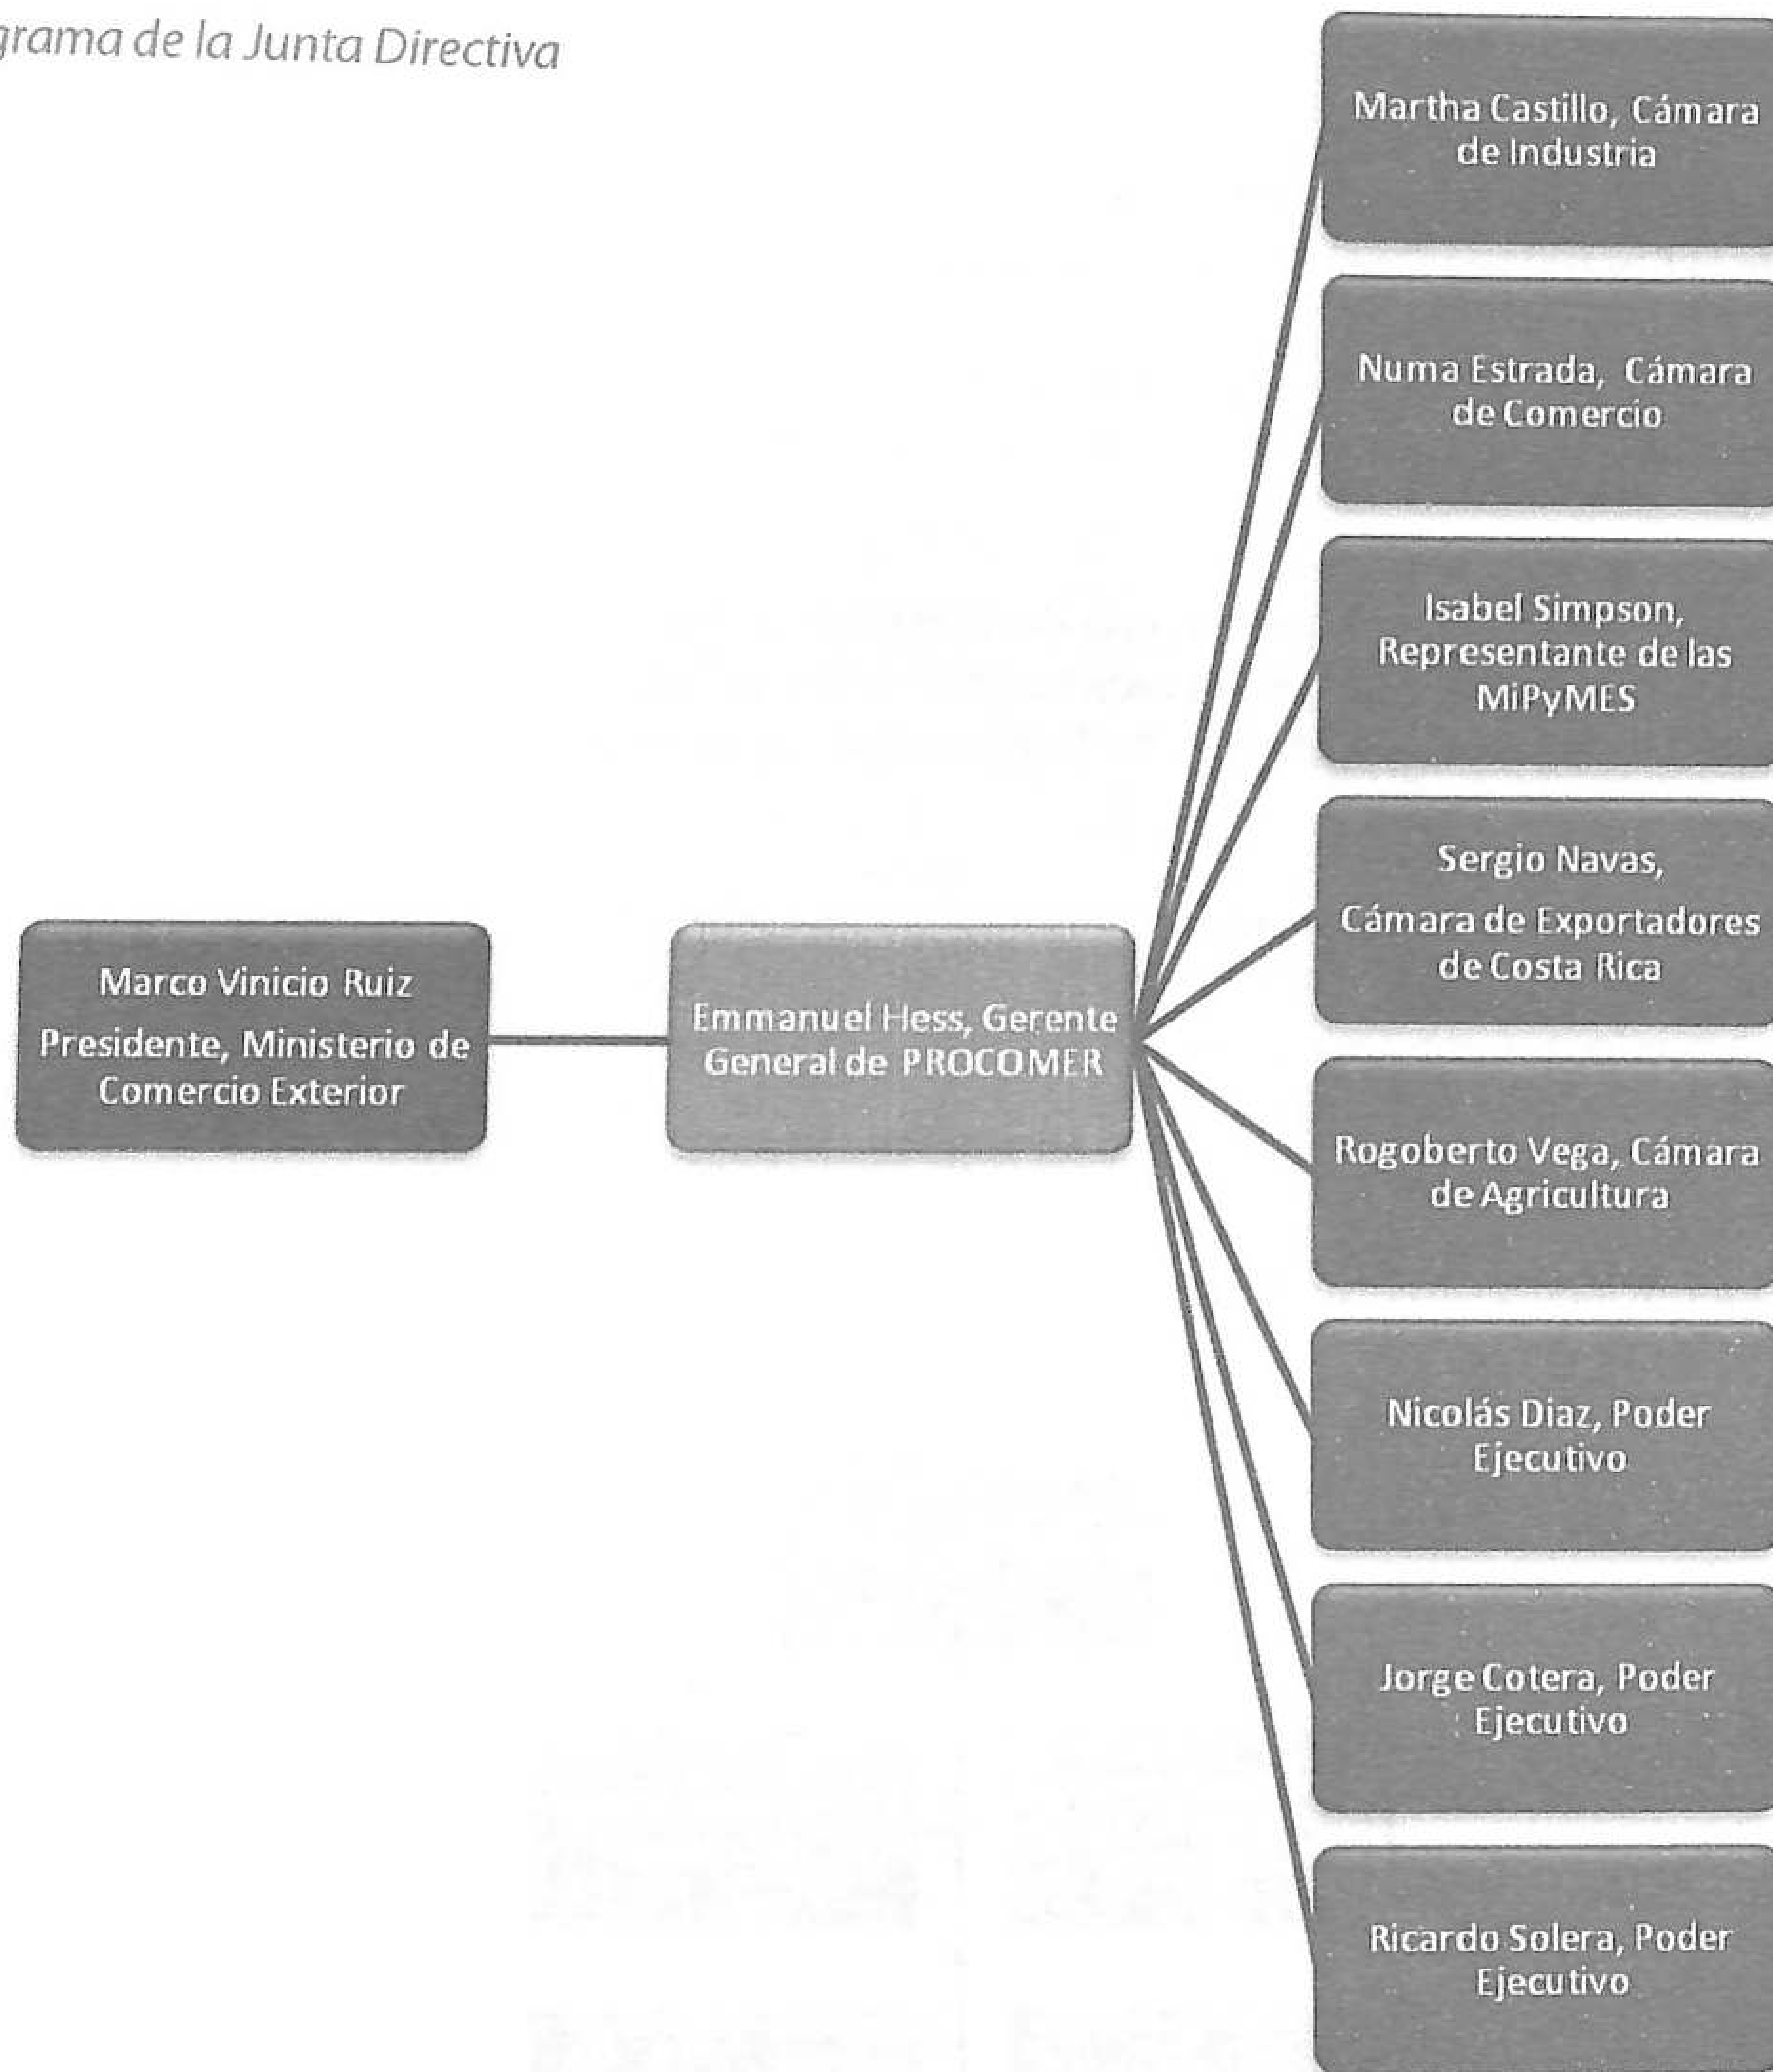 grama de la Junta Directiva
Marco Vinicio Ruiz
Presidente, Ministerio de
Comercio Exterior
Emmanuel Hess, Gerente
General de PROCOMER
Martha Castillo, Cámara
de Industria
Numa Estrada, Cámara
de Comercio
Isabel Simpson,
Representante de las
MiPyMES
Sergio Navas,
Cámara de Exportadores
de Costa Rica
Rogoberto Vega, Cámara
de Agricultura
Nicolás Diaz, Poder
Ejecutivo
Jorge Cotera, Poder
Ejecutivo
Ricardo Solera, Poder
Ejecutivo